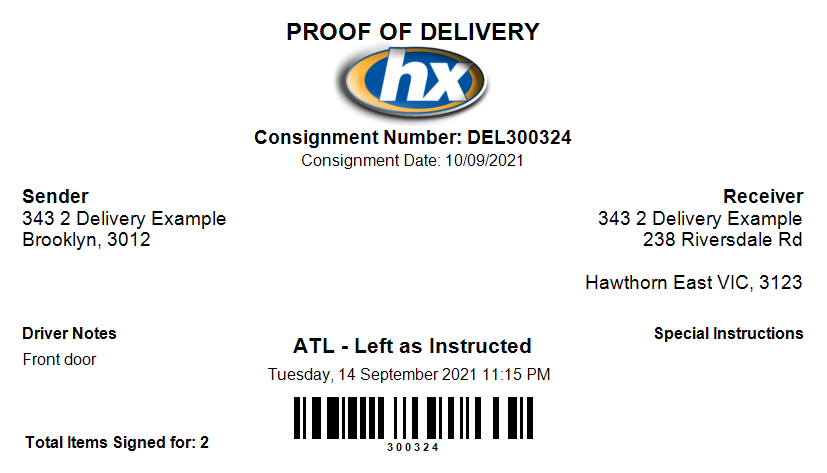 PROOF OF DELIVERY
hx
Consignment Number: DEL300324
Consignment Date: 10/09/2021
Sender
343 2 Delivery Example
Brooklyn, 3012
Receiver
343 2 Delivery Example
238 Riversdale Rd
Hawthorn East VIC, 3123
Driver Notes
Front door
ATL - Left as Instructed
Tuesday, 14 September 2021 11:15 PM
Special Instructions
300324
Total Items Signed for: 2